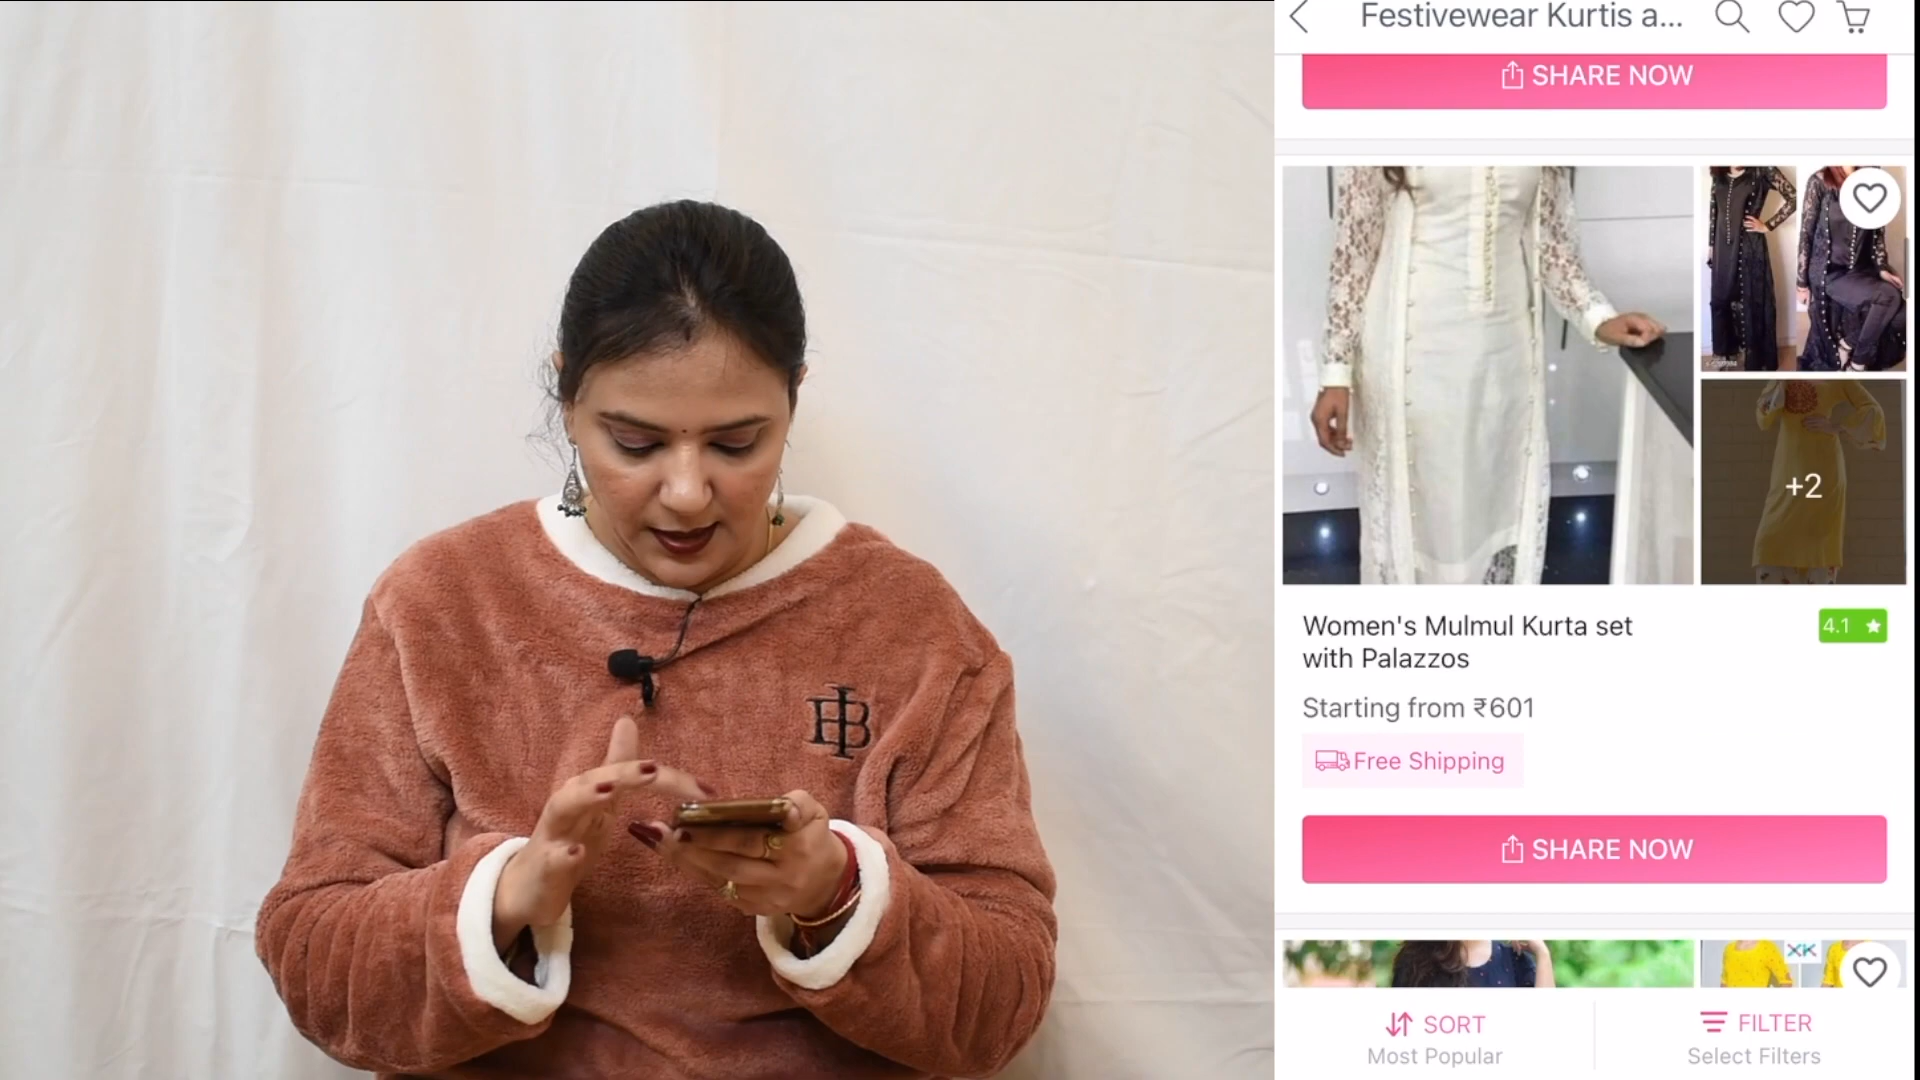 Festivewear Kurtis a...
SHARE NOW
+2
Women's Mulmul Kurta set
with Palazzos
4.1
Starting from ₹601
Free Shipping
SHARE NOW
XK
SORT
Most Popular
FILTER
Select Filters